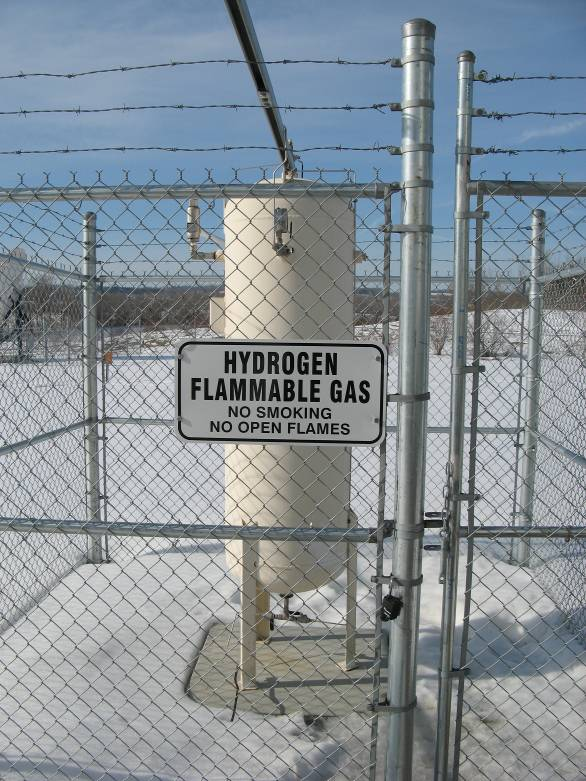 HYDROGEN
FLAMMABLE GAS
NO SMOKING
NO OPEN FLAMES